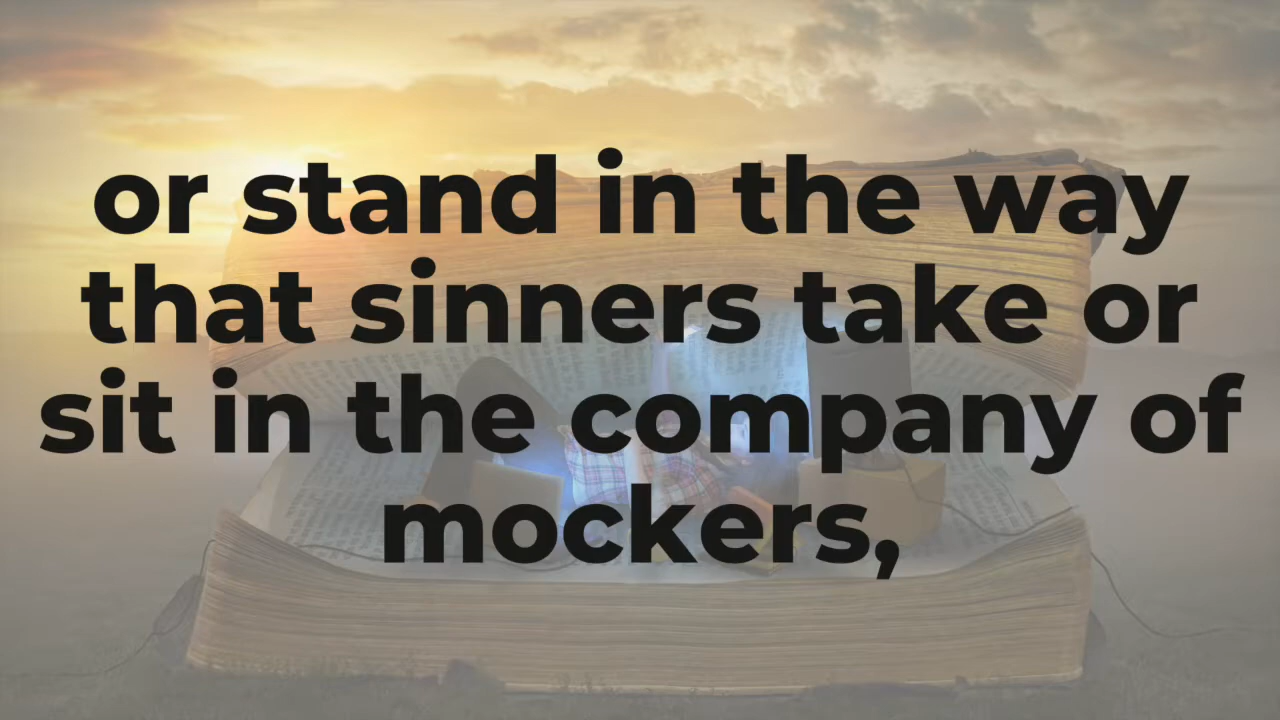 or stand in the way
that sinners take or
sit in the company of
mockers,